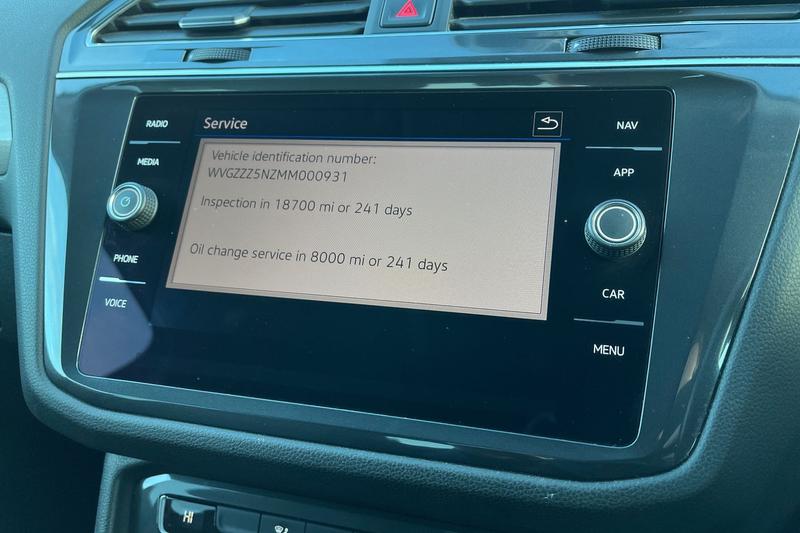 RADIO
MEDIA
PHONE
VOICE
Service
Vehicle identification number:
WVGZZZ5NZMM000931
Inspection in 18700 mi or 241 days
Oil change service in 8000 mi or 241 days
NAV
APP
CAR
MENU
HI